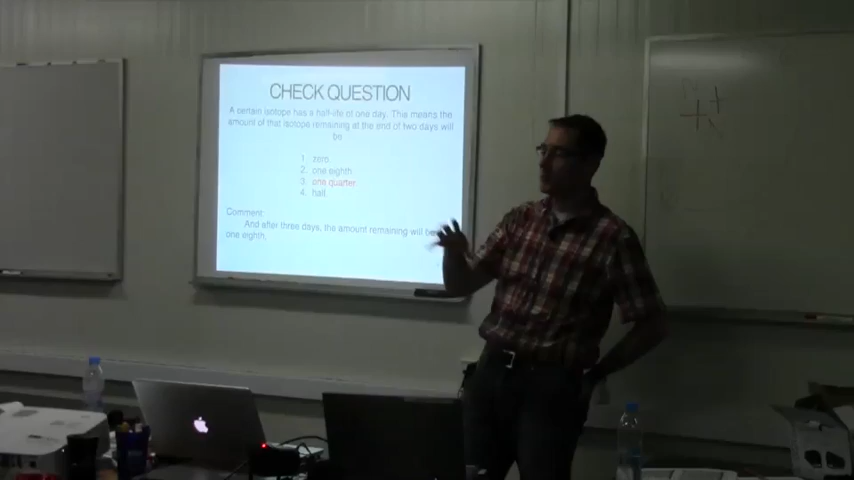 CHECK QUESTION
A certain isotope has a half-life of one day. This means the
amount of that isotope remaining at the end of two days will
be
1. zero.
2. one eighth.
3. one quarter.
4. half.
Comment:
And after three days, the amount remaining will be
one eighth.